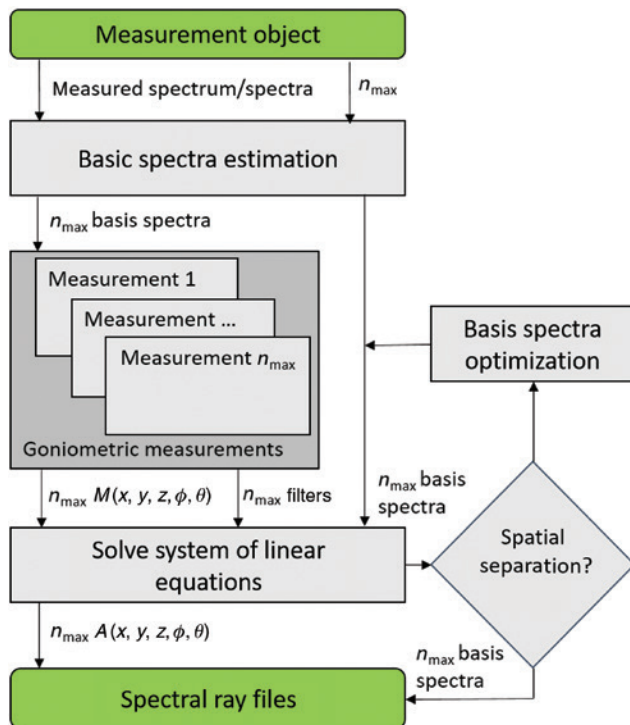 Measurement object
Measured spectrum/spectra
n_max
Basic spectra estimation
n_max basis spectra
Measurement 1
Measurement ...
Measurement n_max
Goniometric measurements
Basis spectra
optimization
n_max M(x, y, z, ϕ, θ)
n_max filters
n_max basis
spectra
Solve system of linear
equations
Spatial
separation?
n_max A(x, y, z, ϕ, θ)
n_max basis
spectra
Spectral ray files